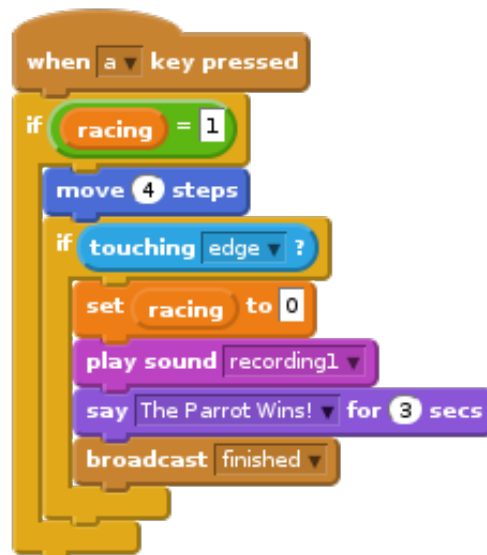 when a key pressed
if racing = 1
move 4 steps
if touching edge ?
set racing to 0
play sound recording1
say The Parrot Wins! for 3 secs
broadcast finished